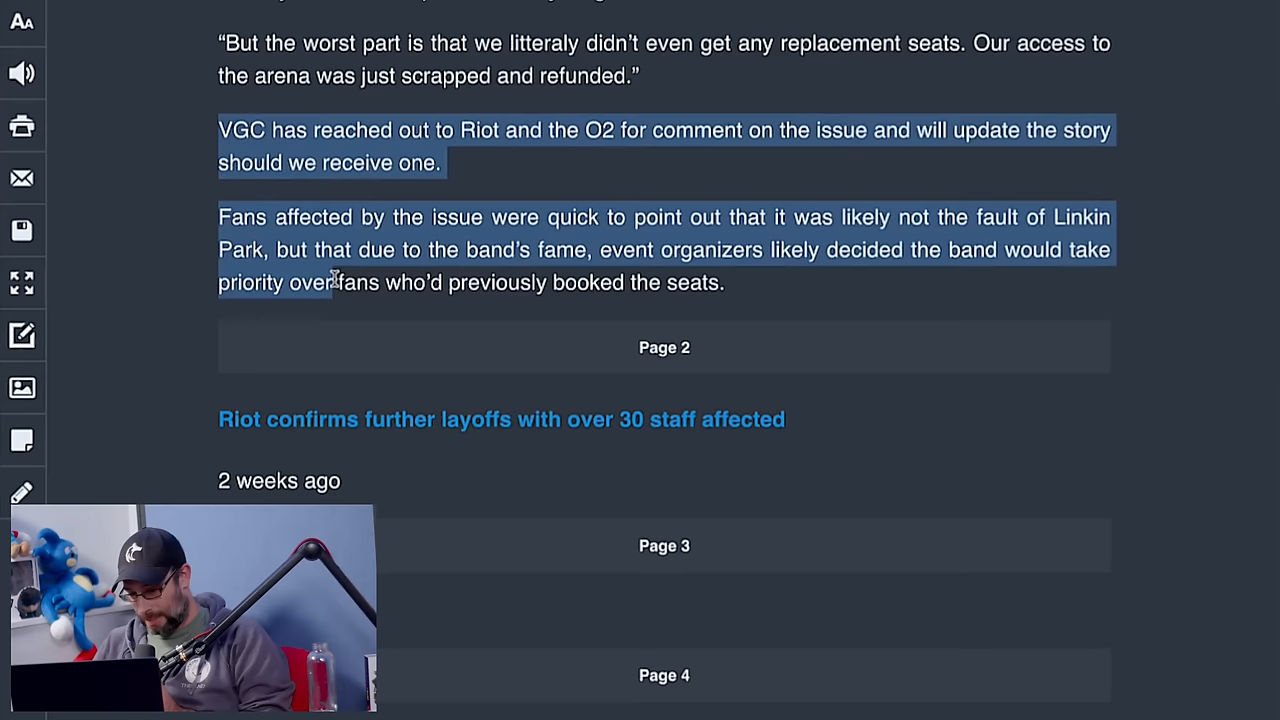 AA
“But the worst part is that we litteraly didn’t even get any replacement seats. Our access to
the arena was just scrapped and refunded.”
VGC has reached out to Riot and the O2 for comment on the issue and will update the story
should we receive one.
Fans affected by the issue were quick to point out that it was likely not the fault of Linkin
Park, but that due to the band’s fame, event organizers likely decided the band would take
priority over fans who’d previously booked the seats.
Page 2
Riot confirms further layoffs with over 30 staff affected
2 weeks ago
Page 3
Page 4